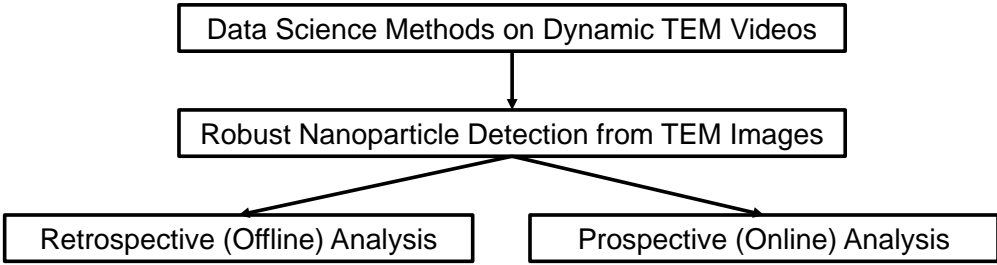 Data Science Methods on Dynamic TEM Videos
Robust Nanoparticle Detection from TEM Images
Retrospective (Offline) Analysis
Prospective (Online) Analysis